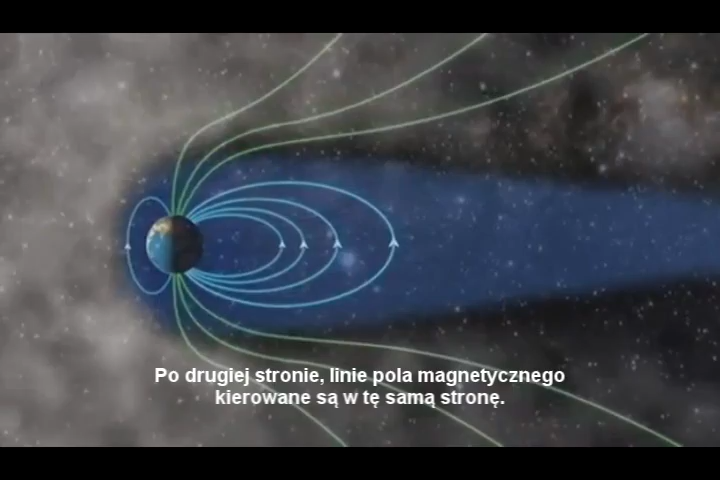 Po drugiej stronie, linie pola magnetycznego
kierowane są w tę samą stronę.